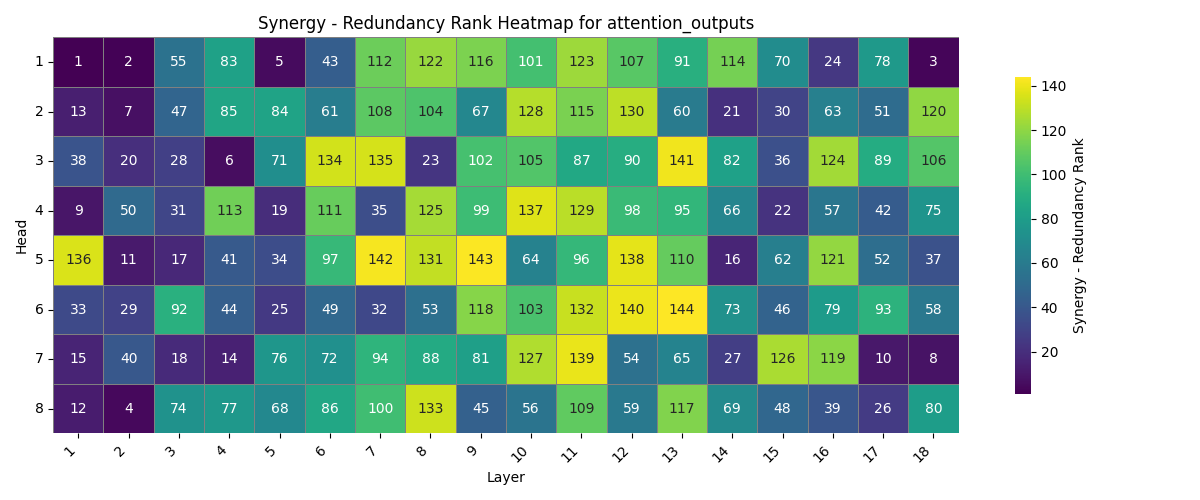 Synergy - Redundancy Rank Heatmap for attention_outputs
1 1 2 55 83 5 43 112 122 116 101 123 107 91 114 70 24 78 3
2 13 7 47 85 84 61 108 104 67 128 115 130 60 21 30 63 51 120
3 38 20 28 6 71 134 135 23 102 105 87 90 141 82 36 124 89 106
4 9 50 31 113 19 111 35 125 99 137 129 98 95 66 22 57 42 75
5 136 11 17 41 34 97 142 131 143 64 96 138 110 16 62 121 52 37
6 33 29 92 44 25 49 32 53 118 103 132 140 144 73 46 79 93 58
7 15 40 18 14 76 72 94 88 81 127 139 54 65 27 126 119 10 8
8 12 4 74 77 68 86 100 133 45 56 109 59 117 69 48 39 26 80
1 2 3 4 5 6 7 8 9 10 11 12 13 14 15 16 17 18
Layer
Head
140
120
100
80
60
40
20
Synergy - Redundancy Rank